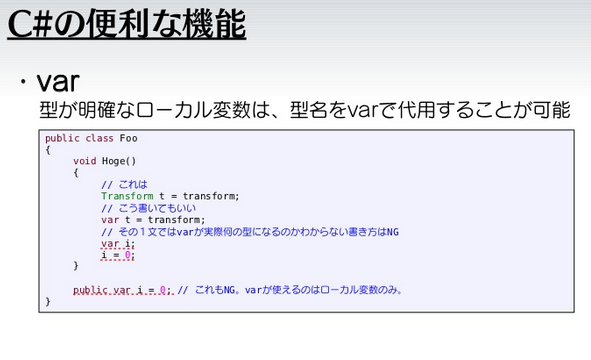 C#の便利な機能
・var
型が明確なローカル変数は、型名をvarで代用することが可能
public class Foo
{
void Hoge()
{
// これは
Transform t = transform;
// こう書いてもいい
var t = transform;
// その１文ではvarが実際何の型になるのかわからない書き方はNG
var i;
i = 0;
}
public var i = 0; // これもNG。varが使えるのはローカル変数のみ。
}